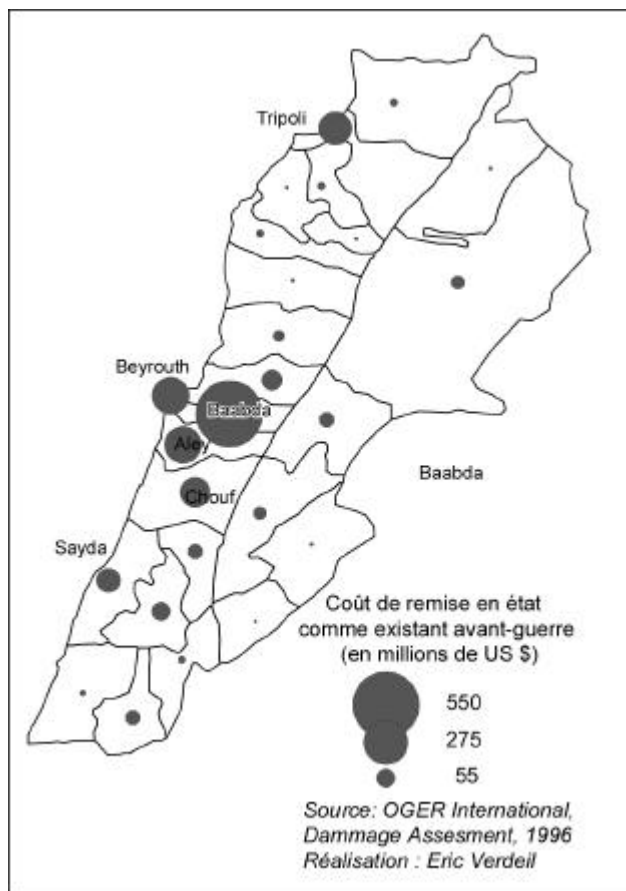 Tripoli
Beyrouth
Baabda
Aley
Baabda
Chouf
Sayda
Coût de remise en état
comme existant avant-guerre
(en millions de US $)
550
275
55
Source: OGER International,
Dammage Assesment, 1996
Réalisation : Eric Verdeil